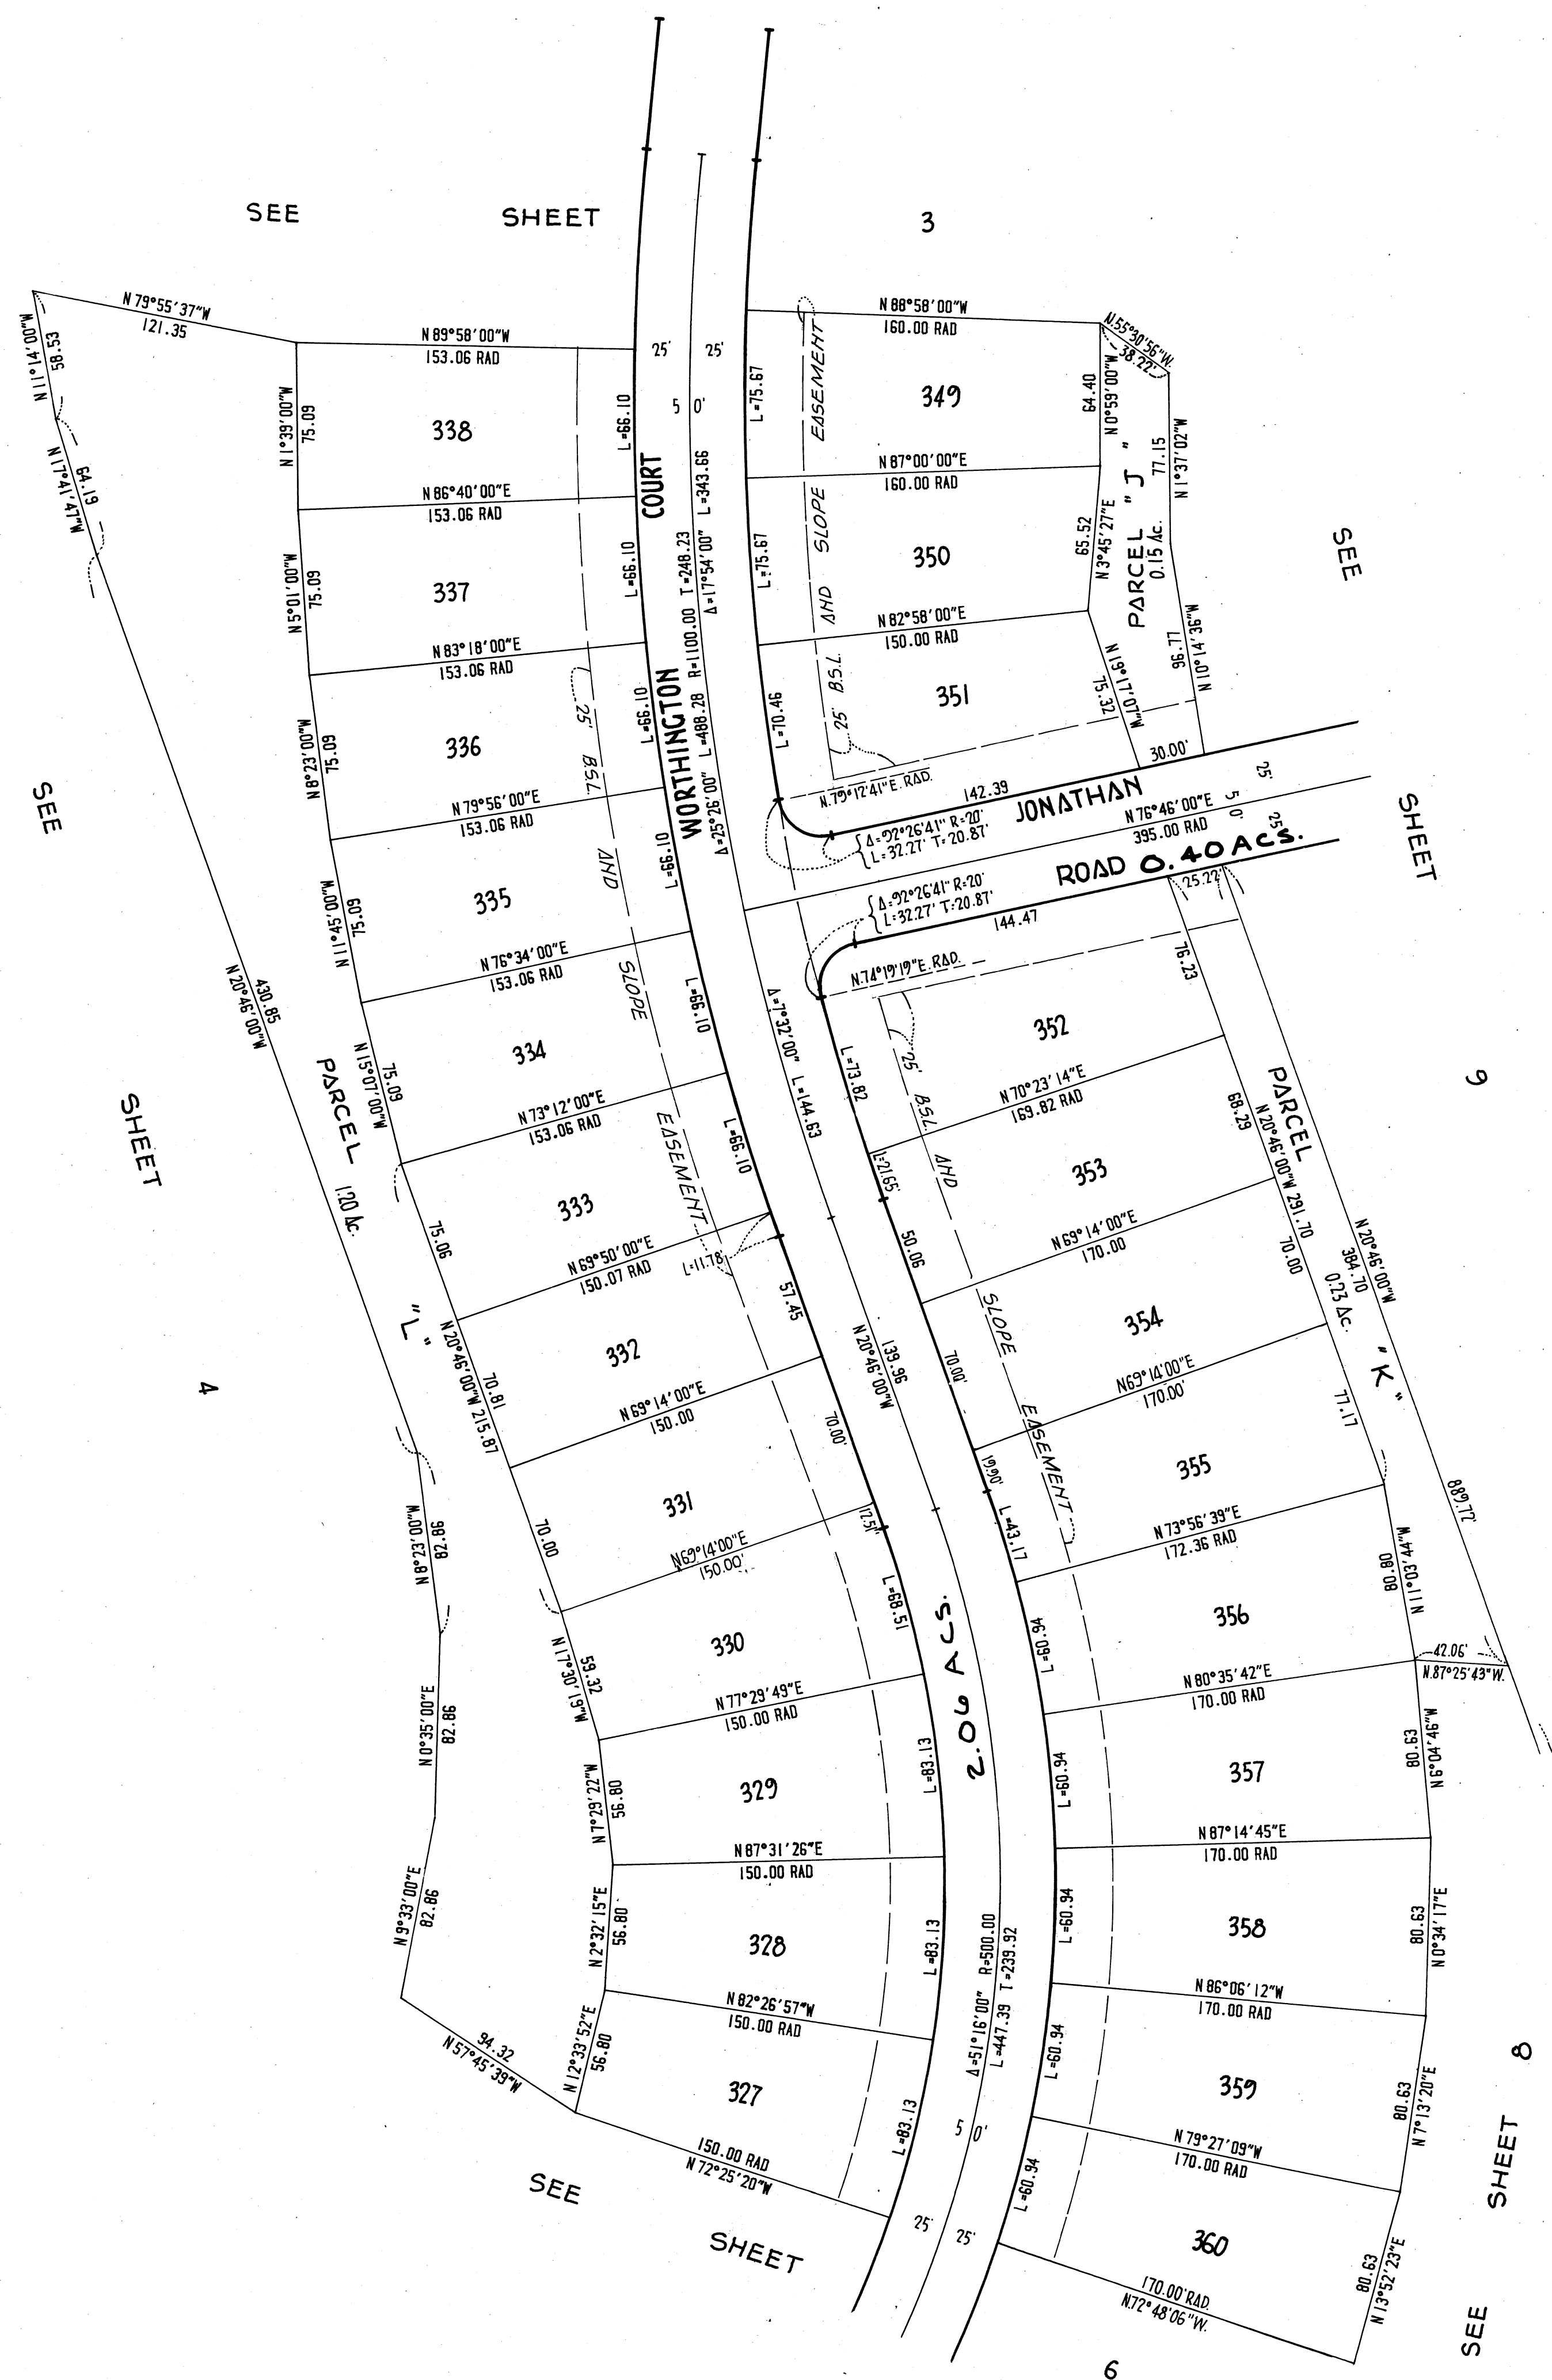 SEE SHEET 3
N 79°55'37"W
121.35
N 11°14'00"W
58.53
N 17°41'47"W
64.19
N 89°58'00"W
153.06 RAD
25' 25'
5 0'
N 1°39'00"W
75.09
338
L=66.10
N 86°40'00"E
153.06 RAD
N 5°01'00"W
75.09
337
L=66.10
N 83°18'00"E
153.06 RAD
N 8°23'00"W
75.09
336
L=66.10
N 79°56'00"E
153.06 RAD
N 11°45'00"W
75.09
335
L=66.10
N 76°34'00"E
153.06 RAD
N 15°07'00"W
75.09
334
L=66.10
N 73°12'00"E
153.06 RAD
75.06
333
L=66.10
N 69°50'00"E
150.07 RAD
L=11.78'
57.45
332
N 20°46'00"W 215.87
70.81
N 69°14'00"E
150.00
70.00'
331
70.00
N69°14'00"E
150.00'
12.51'
L=68.51
330
N 17°30'19"W
59.32
N 77°29'49"E
150.00 RAD
329
N 7°29'22"W
56.80
L=83.13
N 87°31'26"E
150.00 RAD
328
N 2°32'15"E
56.80
L=83.13
N 82°26'57"W
150.00 RAD
327
N 12°33'52"E
56.80
L=83.13
150.00 RAD
N 72°25'20"W
25' B.S.L. AND SLOPE EASEMENT
430.85
N 20°46'00"W
PARCEL "L"
1.20 Ac.
N 8°23'00"W
82.86
N 0°35'00"E
82.86
N 9°33'00"E
82.86
94.32
N 57°45'39"W
SEE SHEET 4
SEE SHEET 6
WORTHINGTON COURT
Δ=25°26'00" L=488.28 R=1100.00 T=248.23
Δ=17°54'00" L=343.66
Δ=7°32'00" L=144.63
139.96
N 20°46'00"W
2.06 ACS.
Δ=51°16'00" R=500.00
L=447.39 T=239.92
5 0'
25' 25'
N 88°58'00"W
160.00 RAD
349
L=75.67
N 0°59'00"W
64.40
N 55°30'56"W.
38.22'
N 87°00'00"E
160.00 RAD
350
L=75.67
65.52
N 3°45'27"E
N 82°58'00"E
150.00 RAD
351
L=70.46
N 19°17'07"W
75.32
PARCEL "J"
0.15 Ac.
77.15
N 1°37'02"W
96.77
N 10°14'36"W
25' B.S.L. AND SLOPE EASEMENT
N.79°12'41"E. RAD.
142.39
30.00'
JONATHAN ROAD 0.40 ACS.
Δ=92°26'41" R=20'
L=32.27' T=20.87'
N 76°46'00"E
395.00 RAD
25'
5 0'
25'
Δ=92°26'41" R=20'
L=32.27' T=20.87'
144.47
25.22'
N.74°19'19"E. RAD.
352
76.23
L=73.82
N 70°23'14"E
169.82 RAD
353
68.29
L=21.65'
50.06
N 69°14'00"E
170.00
354
70.00
70.00'
N69°14'00"E
170.00'
355
77.17
19.90'
L=43.17
N 73°56'39"E
172.36 RAD
356
N 11°03'44"W
80.80
L=60.94
42.06'
N.87°25'43"W.
N 80°35'42"E
170.00 RAD
357
80.63
N 6°04'46"W
L=60.94
N 87°14'45"E
170.00 RAD
358
80.63
N 0°34'17"E
L=60.94
N 86°06'12"W
170.00 RAD
359
80.63
N 7°13'20"E
L=60.94
N 79°27'09"W
170.00 RAD
360
80.63
N 13°52'23"E
L=60.94
170.00' RAD.
N.72°48'06"W.
25' B.S.L. AND SLOPE EASEMENT
PARCEL "K"
N 20°46'00"W 291.70
N 20°46'00"W
384.70
0.23 Ac.
889.72'
SEE SHEET 9
SEE SHEET 8